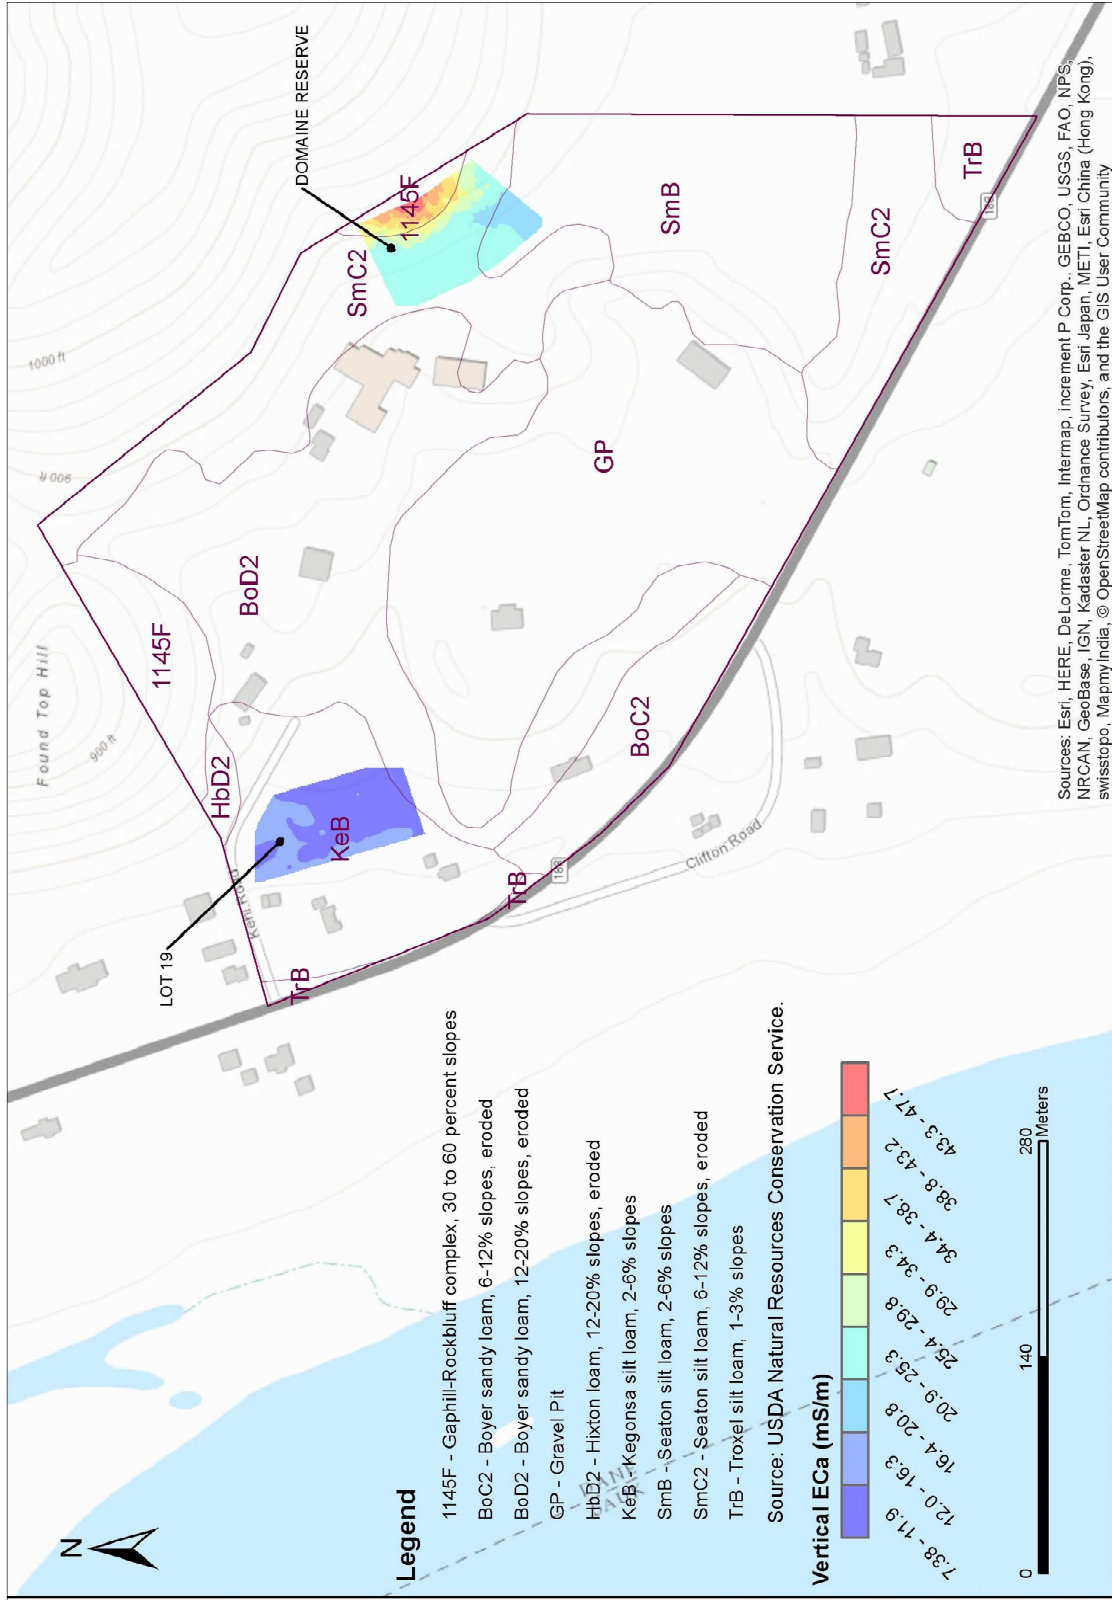 Found Top Hill
900 ft
900 ft
1000 ft
DOMAINE RESERVE
LOT 19
1145F
HbD2
BoD2
SmC2
1145F
KeB
Kehl Road
TrB
TrB
188
BoC2
GP
SmB
SmC2
TrB
188
Clifton Road
DANE
SAUK
N
Legend
1145F - Gaphill-Rockbluff complex, 30 to 60 percent slopes
BoC2 - Boyer sandy loam, 6-12% slopes, eroded
BoD2 - Boyer sandy loam, 12-20% slopes, eroded
GP - Gravel Pit
HbD2 - Hixton loam, 12-20% slopes, eroded
KeB - Kegonsa silt loam, 2-6% slopes
SmB - Seaton silt loam, 2-6% slopes
SmC2 - Seaton silt loam, 6-12% slopes, eroded
TrB - Troxel silt loam, 1-3% slopes
Source: USDA Natural Resources Conservation Service.
Vertical ECa (mS/m)
7.38 - 11.9
12.0 - 16.3
16.4 - 20.8
20.9 - 25.3
25.4 - 29.8
29.9 - 34.3
34.4 - 38.7
38.8 - 43.2
43.3 - 47.7
0 140 280
Meters
Sources: Esri, HERE, DeLorme, TomTom, Intermap, increment P Corp., GEBCO, USGS, FAO, NPS,
NRCAN, GeoBase, IGN, Kadaster NL, Ordnance Survey, Esri Japan, METI, Esri China (Hong Kong),
swisstopo, MapmyIndia, © OpenStreetMap contributors, and the GIS User Community